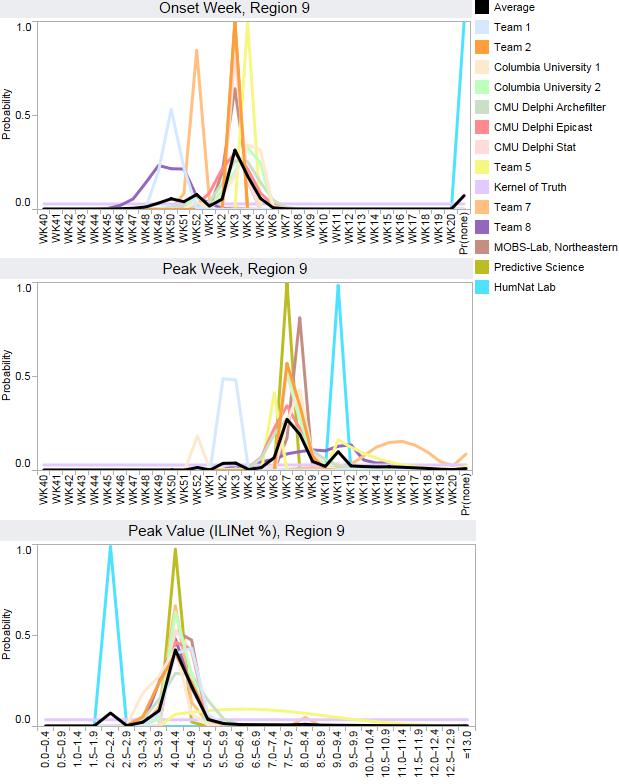 Onset Week, Region 9
1.0
0.5
0.0
Probability
WK40
WK41
WK42
WK43
WK44
WK45
WK46
WK47
WK48
WK49
WK50
WK51
WK52
WK1
WK2
WK3
WK4
WK5
WK6
WK7
WK8
WK9
WK10
WK11
WK12
WK13
WK14
WK15
WK16
WK17
WK18
WK19
WK20
Pr(none)
Average
Team 1
Team 2
Columbia University 1
Columbia University 2
CMU Delphi Archefilter
CMU Delphi Epicast
CMU Delphi Stat
Team 5
Kernel of Truth
Team 7
Team 8
MOBS-Lab, Northeastern
Predictive Science
HumNat Lab
Peak Week, Region 9
1.0
0.5
0.0
Probability
WK40
WK41
WK42
WK43
WK44
WK45
WK46
WK47
WK48
WK49
WK50
WK51
WK52
WK1
WK2
WK3
WK4
WK5
WK6
WK7
WK8
WK9
WK10
WK11
WK12
WK13
WK14
WK15
WK16
WK17
WK18
WK19
WK20
Pr(none)
Peak Value (ILINet %), Region 9
1.0
0.5
0.0
Probability
0.0–0.4
0.5–0.9
1.0–1.4
1.5–1.9
2.0–2.4
2.5–2.9
3.0–3.4
3.5–3.9
4.0–4.4
4.5–4.9
5.0–5.4
5.5–5.9
6.0–6.4
6.5–6.9
7.0–7.4
7.5–7.9
8.0–8.4
8.5–8.9
9.0–9.4
9.5–9.9
10.0–10.4
10.5–10.9
11.0–11.4
11.5–11.9
12.0–12.4
12.5–12.9
=13.0